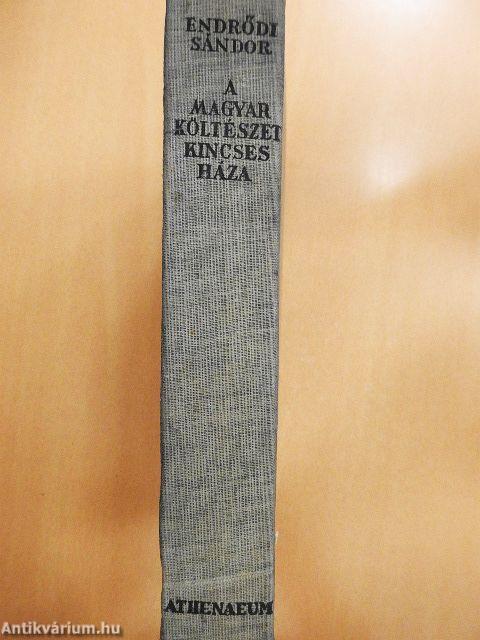 ENDRŐDI
SÁNDOR
A
MAGYAR
KÖLTÉSZET
KINCSES
HÁZA
ATHENAEUM
Antikvárium.hu